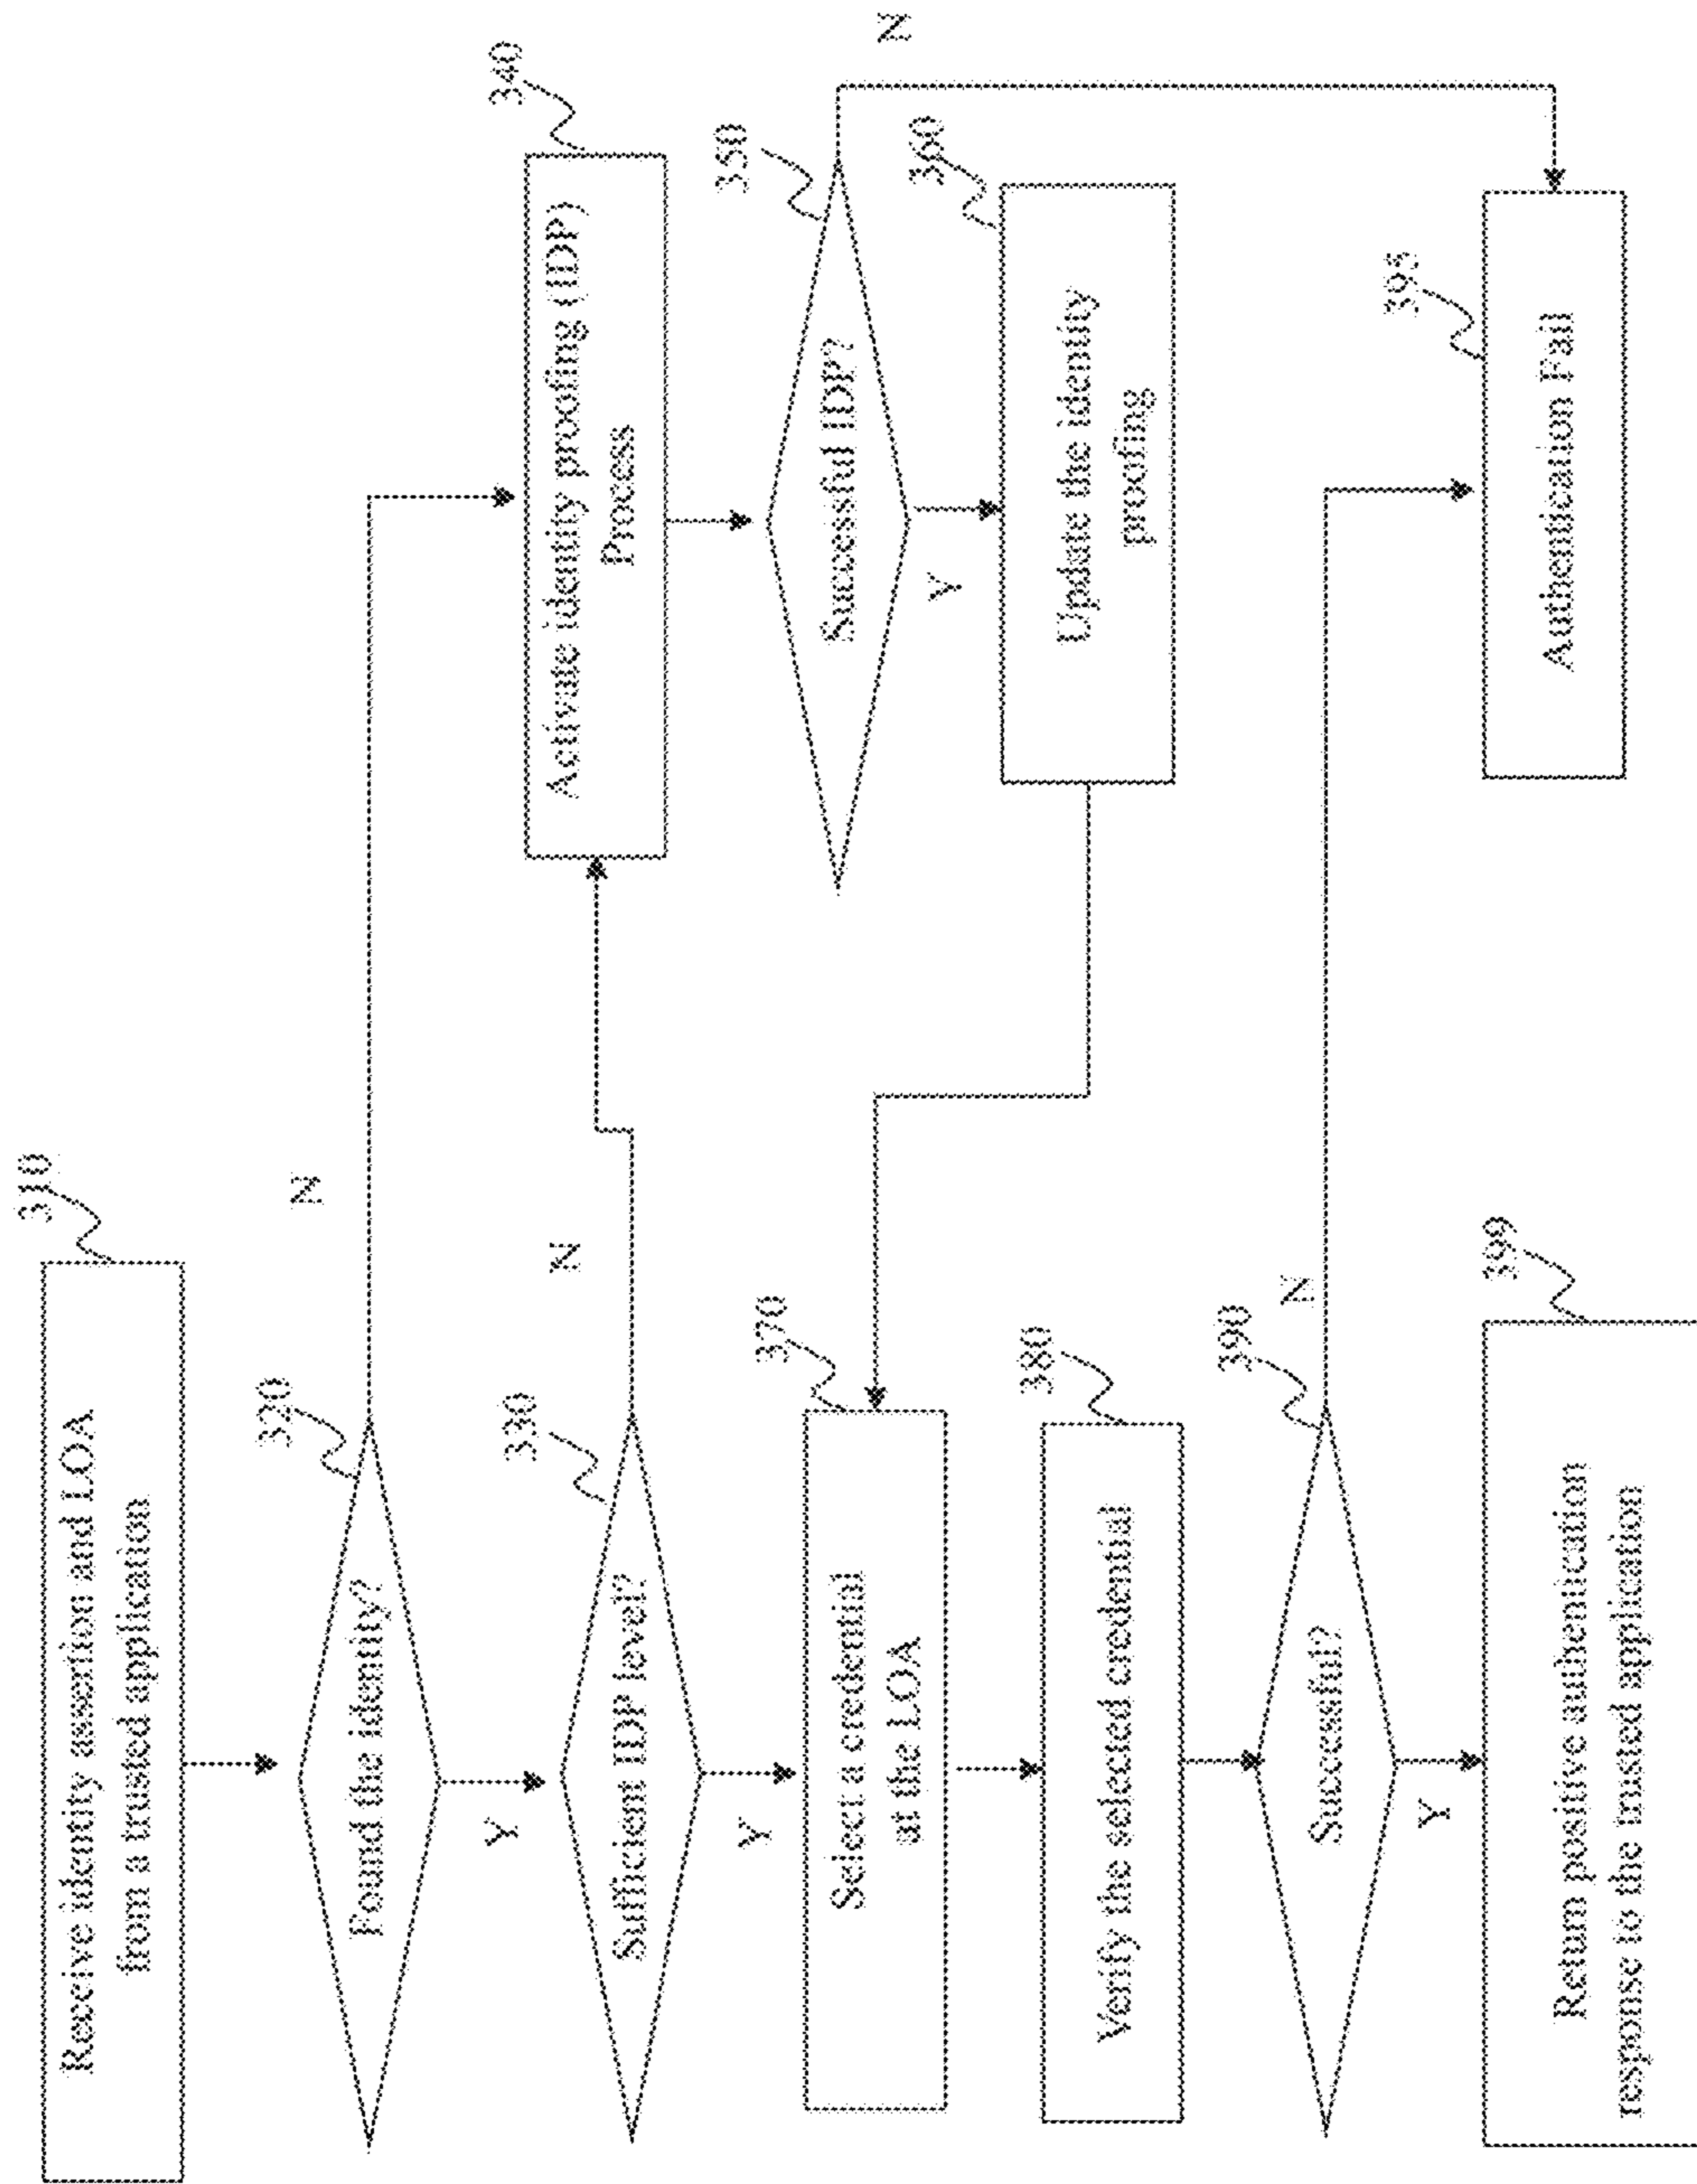 310
Receive identity assertion and LOA
from a trusted application
320
Found the identity?
N
Y
330
Sufficient IDP level?
N
Y
340
Activate identity proofing (IDP)
Process
350
Successful IDP?
N
Y
360
Update the identity
proofing
370
Select a credential
at the LOA
380
Verify the selected credential
390
Successful?
N
Y
395
Authentication Fail
399
Return positive authentication
response to the trusted application